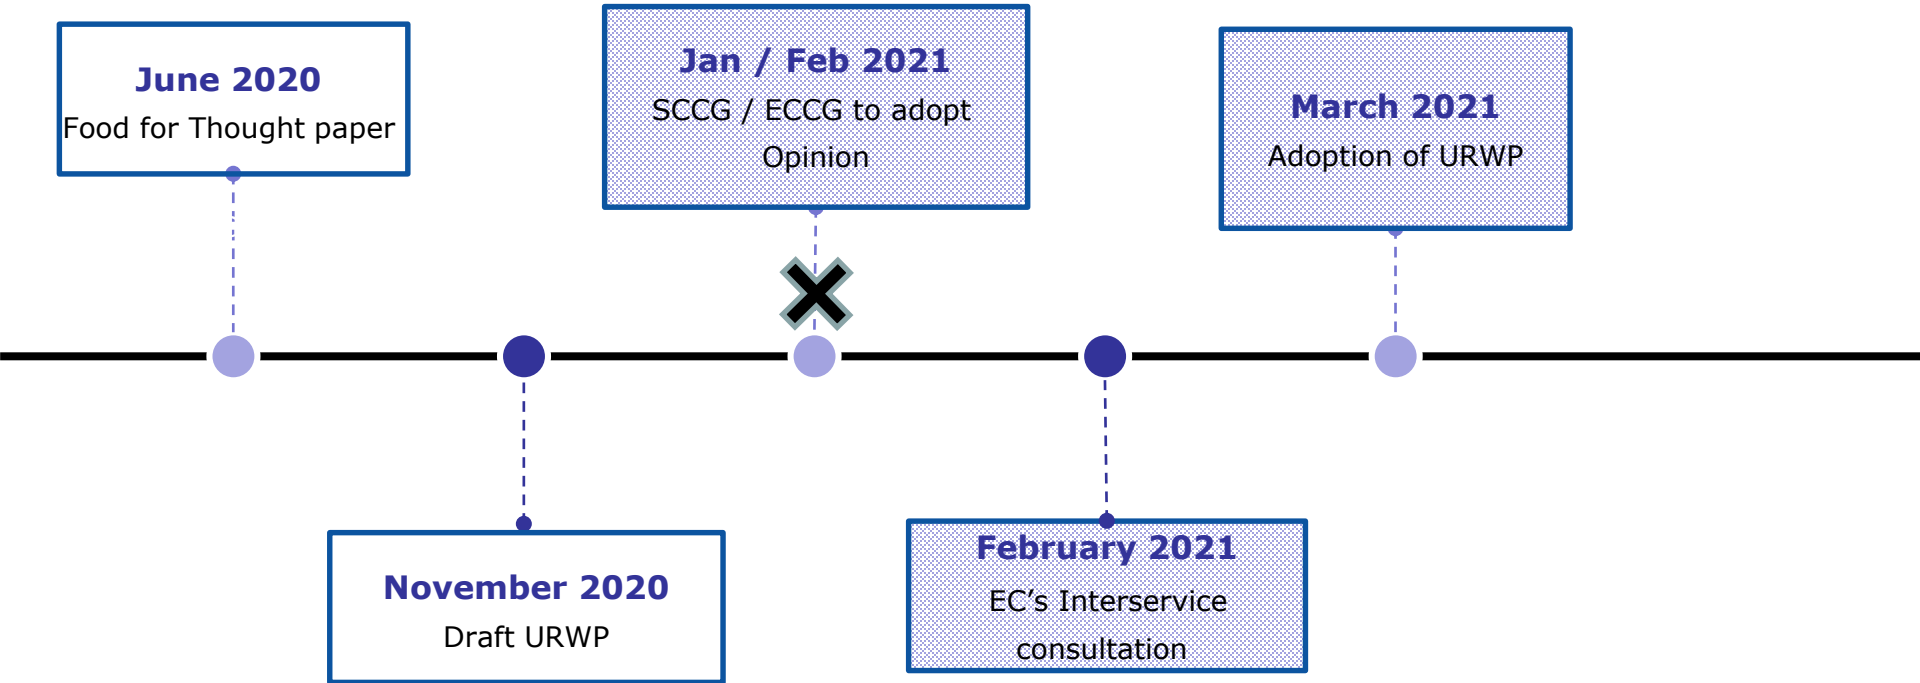 June 2020
Food for Thought paper
November 2020
Draft URWP
Jan / Feb 2021
SCCG / ECCG to adopt
Opinion
February 2021
EC’s Interservice
consultation
March 2021
Adoption of URWP